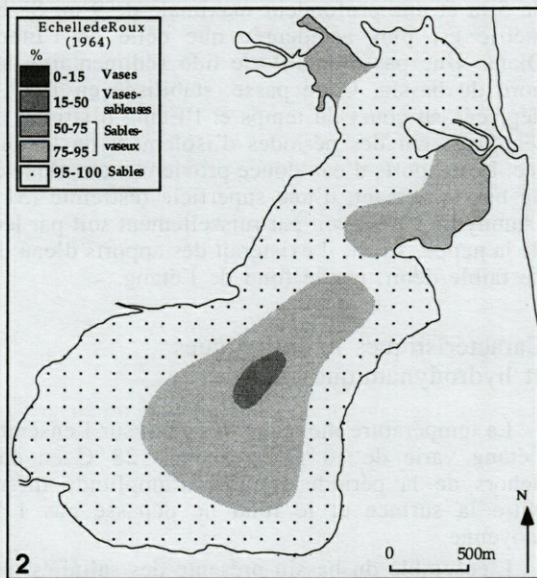 EchelledeRoux
(1964)
%
0-15 Vases
15-50 Vases-sableuses
50-75 Sables-vaseux
75-95
95-100 Sables
2
N
0 500m